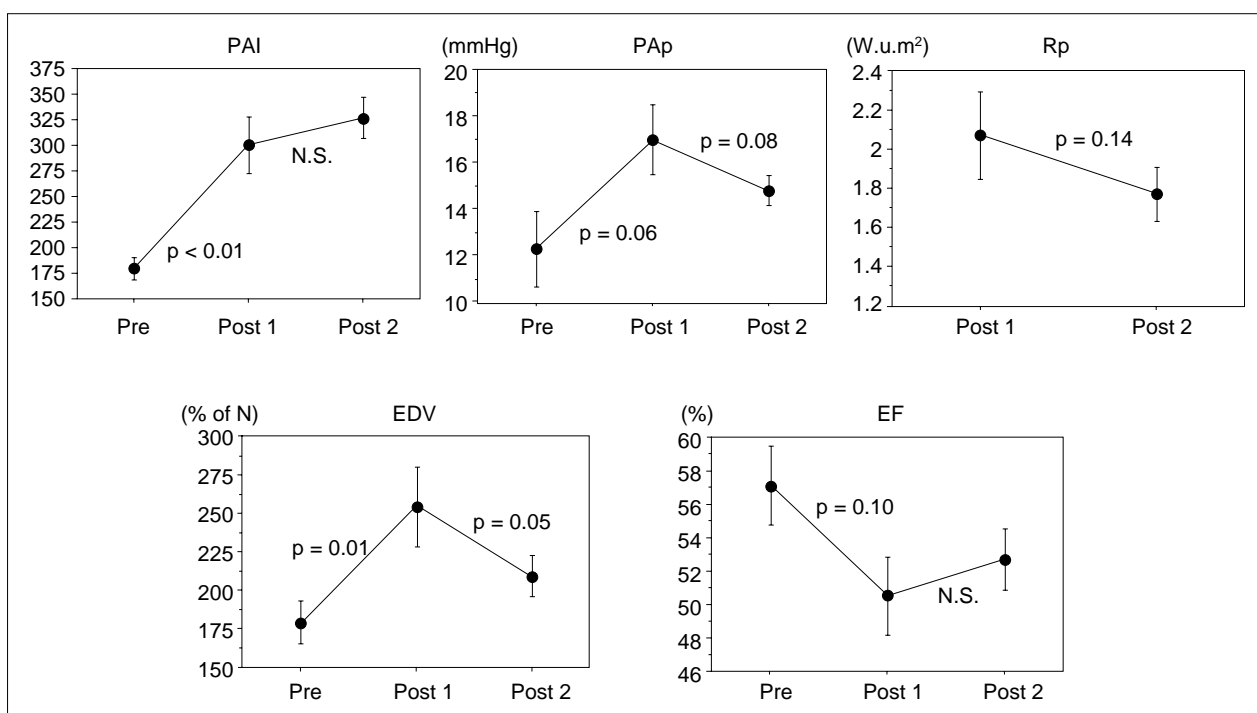 PAI
375
350
325
300
275
250
225
200
175
150
N.S.
p < 0.01
Pre Post 1 Post 2
(mmHg) PAp
20
18
16
14
12
10
p = 0.08
p = 0.06
Pre Post 1 Post 2
(W.u.m²) Rp
2.4
2.2
2
1.8
1.6
1.4
1.2
p = 0.14
Post 1 Post 2
(% of N) EDV
300
275
250
225
200
175
150
p = 0.05
p = 0.01
Pre Post 1 Post 2
(%) EF
60
58
56
54
52
50
48
46
p = 0.10
N.S.
Pre Post 1 Post 2